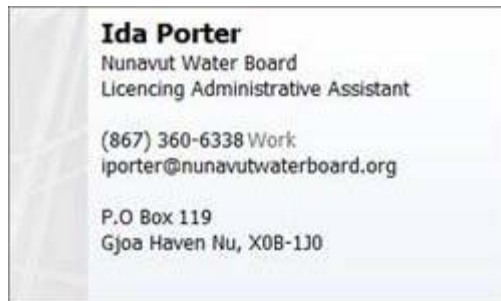 Ida Porter
Nunavut Water Board
Licencing Administrative Assistant
(867) 360-6338 Work
iporter@nunavutwaterboard.org
P.O Box 119
Gjoa Haven Nu, X0B-1J0